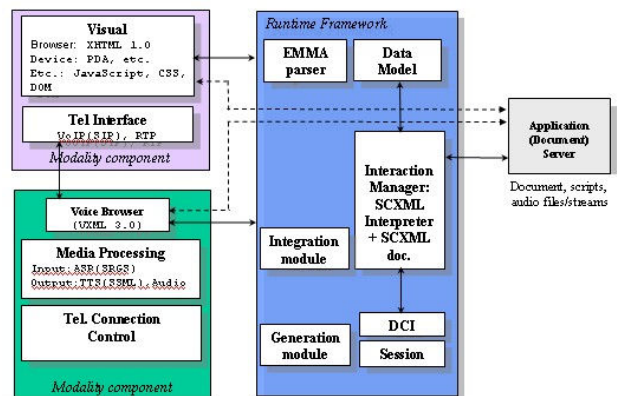 Visual
Browser: XHTML 1.0
Device: PDA, etc.
Etc.: JavaScript, CSS,
DOM
Tel Interface
VoIP(SIP), RTP
Modality component
Voice Browser
(VXML 3.0)
Media Processing
Input:ASR(SRGS)
Output:TTS(SSML),Audio
Tel. Connection
Control
Modality component
Runtime Framework
EMMA
parser
Data
Model
Interaction
Manager:
SCXML
Interpreter
+ SCXML
doc.
Integration
module
Generation
module
DCI
Session
Application
(Document)
Server
Document, scripts,
audio files/streams